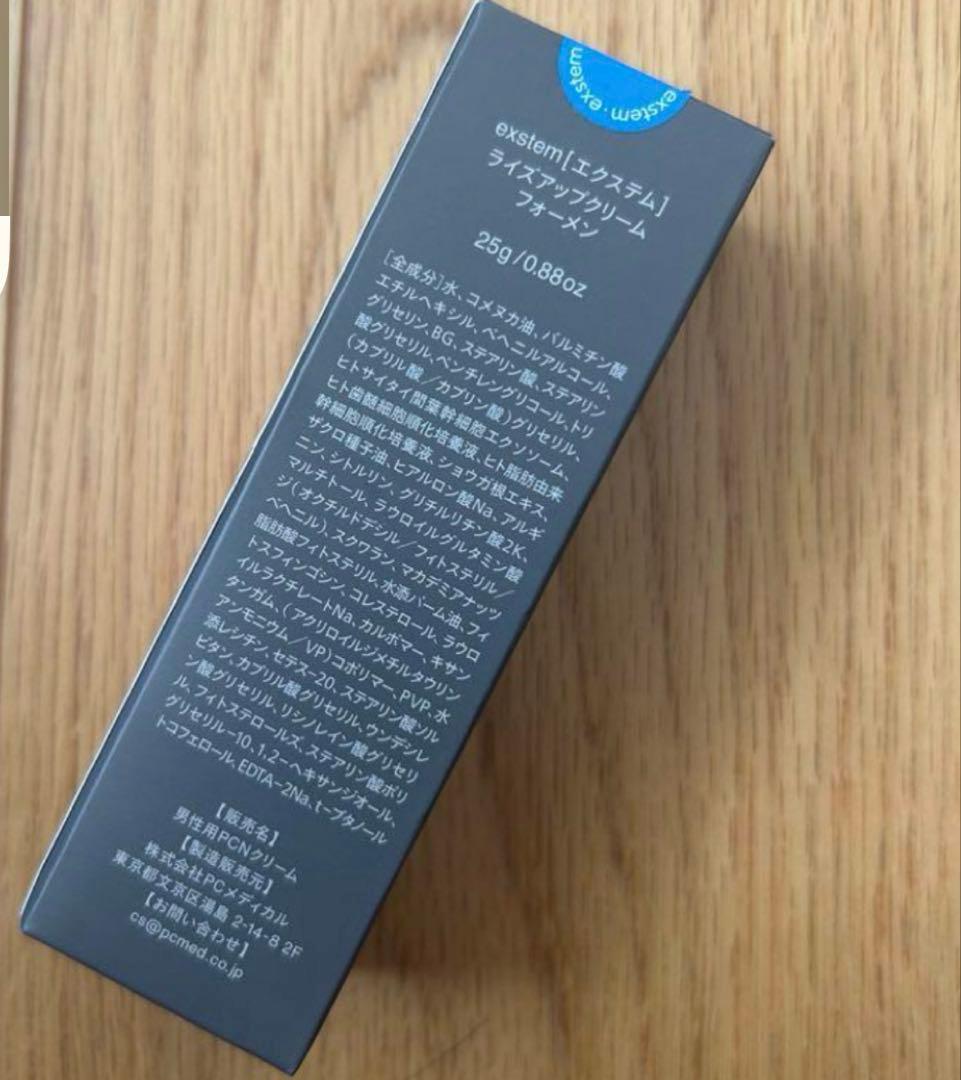 exstem・exstem・exstem
exstem[エクステム]
ライズアップクリーム
フォーメン
25g/0.88oz
[全成分]水、コメヌカ油、パルミチン酸
エチルヘキシル、ベヘニルアルコール、
グリセリン、BG、ステアリン酸、ステアリン
酸グリセリル、ペンチレングリコール、トリ
(カプリル酸/カプリン酸)グリセリル、
ヒトサイタイ間葉幹細胞エクソソーム、
ヒト歯髄細胞順化培養液、ヒト脂肪由来
幹細胞順化培養液、ショウガ根エキス、
ザクロ種子油、ヒアルロン酸Na、アルギ
ニン、シトルリン、グリチルリチン酸2K、
マルチトール、ラウロイルグルタミン酸
ジ(オクチルドデシル/フィトステリル/
ベヘニル)、スクワラン、マカデミアナッツ
脂肪酸フィトステリル、水添パーム油、フィ
トスフィンゴシン、コレステロール、ラウロ
イルラクチレートNa、カルボマー、キサン
タンガム、(アクリロイルジメチルタウリン
アンモニウム/VP)コポリマー、PVP、水
添レシチン、セテス-20、ステアリン酸ソル
ビタン、カプリル酸グリセリル、ウンデシレ
ン酸グリセリル、リシノレイン酸グリセリ
ル、フィトステロールズ、ステアリン酸ポリ
グリセリル-10、1,2-ヘキサンジオール、
トコフェロール、EDTA-2Na、t-ブタノール
【販売名】
男性用PCNクリーム
【製造販売元】
株式会社PCメディカル
東京都文京区湯島 2-14-8 2F
【お問い合わせ】
cs@pcmed.co.jp